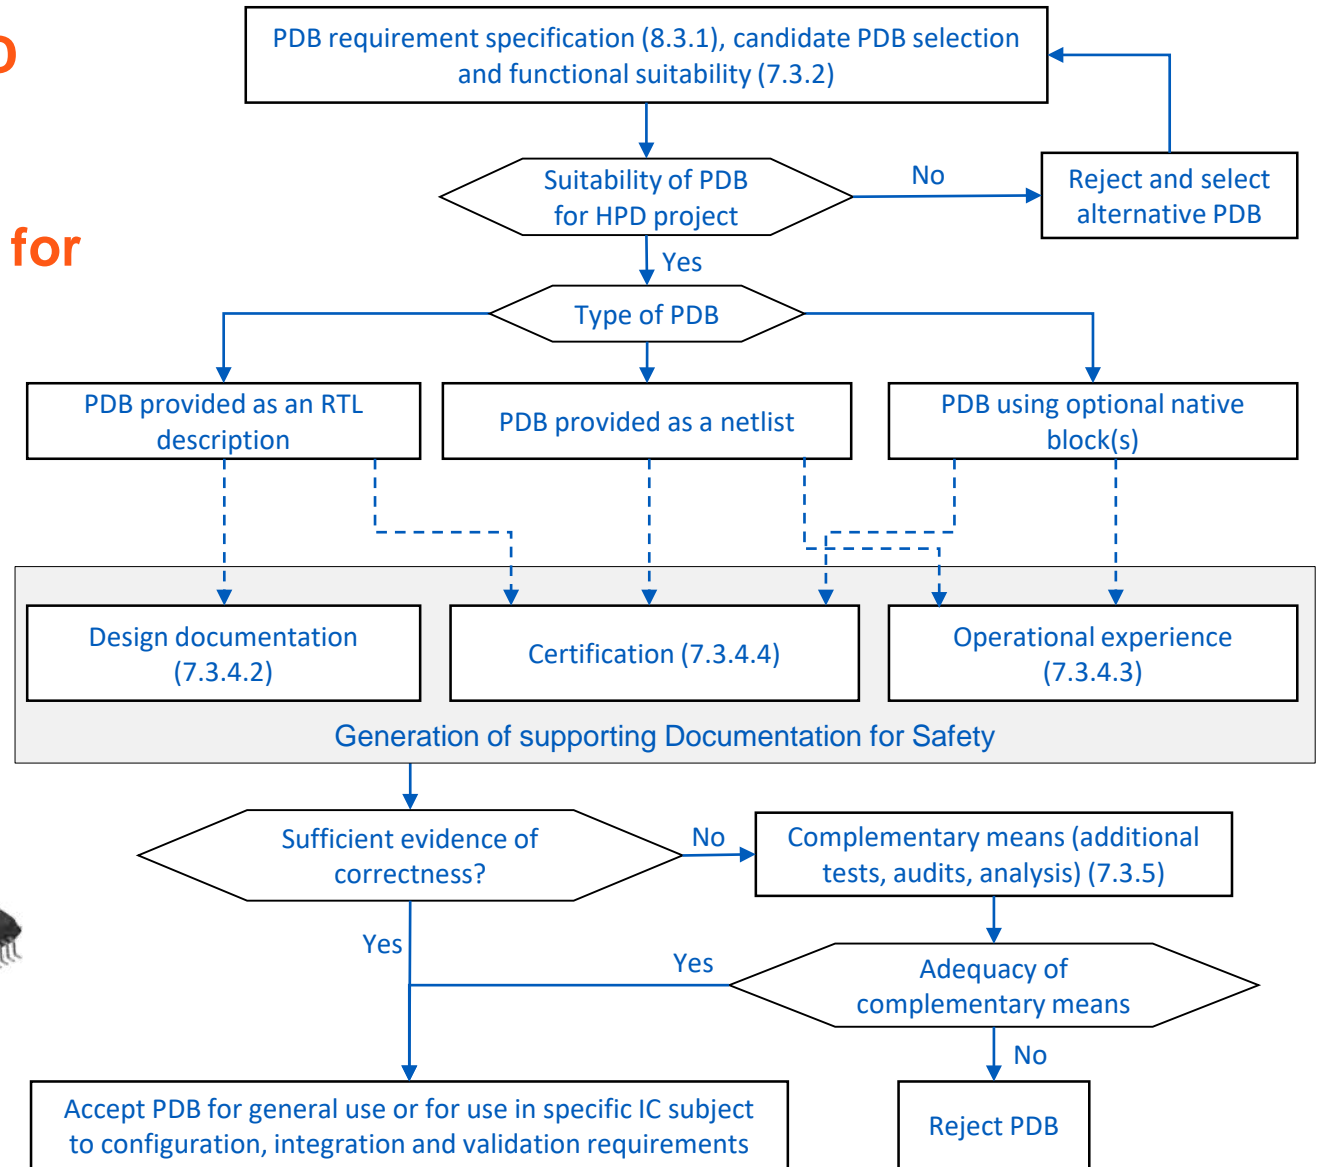 PDB requirement specification (8.3.1), candidate PDB selection
and functional suitability (7.3.2)
for
Suitability of PDB
for HPD project
No
Reject and select
alternative PDB
Yes
Type of PDB
PDB provided as an RTL
description
PDB provided as a netlist
PDB using optional native
block(s)
Design documentation
(7.3.4.2)
Certification (7.3.4.4)
Operational experience
(7.3.4.3)
Generation of supporting Documentation for Safety
Sufficient evidence of
correctness?
No
Complementary means (additional
tests, audits, analysis) (7.3.5)
Yes
Yes
Adequacy of
complementary means
No
Accept PDB for general use or for use in specific IC subject
to configuration, integration and validation requirements
Reject PDB